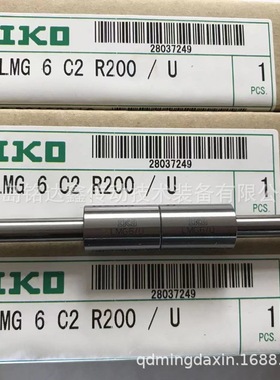 IKO
28037249
LMG 6 C2 R200 / U
1
PCS.
IKO
28037249
LMG 6 C2 R200 / U
1
PCS.
IKO
28037249
MG 6 C2 R200 / U
1
PCS.
qdmingdaxin.1688.